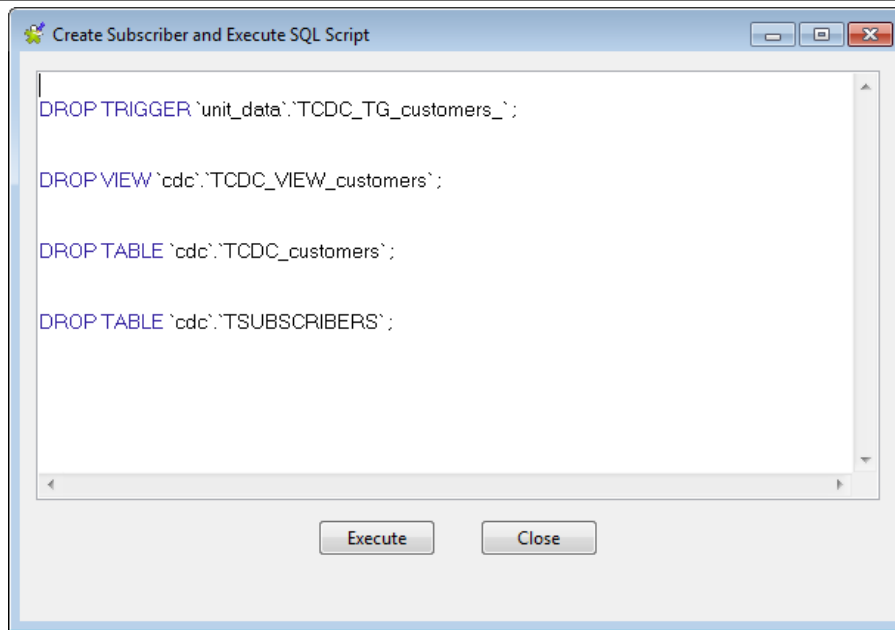 Create Subscriber and Execute SQL Script
DROP TRIGGER `unit_data`.`TCDC_TG_customers_` ;
DROP VIEW `cdc`.`TCDC_VIEW_customers` ;
DROP TABLE `cdc`.`TCDC_customers` ;
DROP TABLE `cdc`.`TSUBSCRIBERS` ;
Execute Close